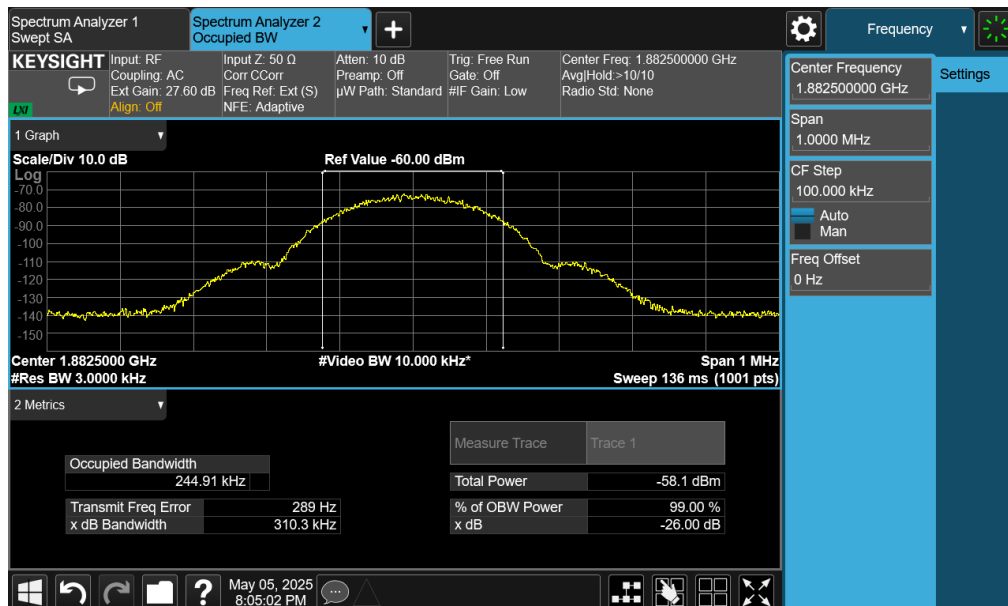 Spectrum Analyzer 1
Swept SA
Spectrum Analyzer 2
Occupied BW
▼
+
Frequency
▼
KEYSIGHT
LXI
Input: RF
Coupling: AC
Ext Gain: 27.60 dB
Align: Off
Input Z: 50 Ω
Corr CCorr
Freq Ref: Ext (S)
NFE: Adaptive
Atten: 10 dB
Preamp: Off
µW Path: Standard
Trig: Free Run
Gate: Off
#IF Gain: Low
Center Freq: 1.882500000 GHz
Avg|Hold:>10/10
Radio Std: None
Center Frequency
1.882500000 GHz
Settings
Span
1.0000 MHz
CF Step
100.000 kHz
Auto
Man
Freq Offset
0 Hz
1 Graph
Scale/Div 10.0 dB
Ref Value -60.00 dBm
Log
-70.0
-80.0
-90.0
-100
-110
-120
-130
-140
-150
Center 1.8825000 GHz
#Video BW 10.000 kHz*
Span 1 MHz
#Res BW 3.0000 kHz
Sweep 136 ms (1001 pts)
2 Metrics
Measure Trace
Trace 1
Occupied Bandwidth
244.91 kHz
Total Power
-58.1 dBm
Transmit Freq Error
289 Hz
% of OBW Power
99.00 %
x dB Bandwidth
310.3 kHz
x dB
-26.00 dB
?
May 05, 2025
8:05:02 PM